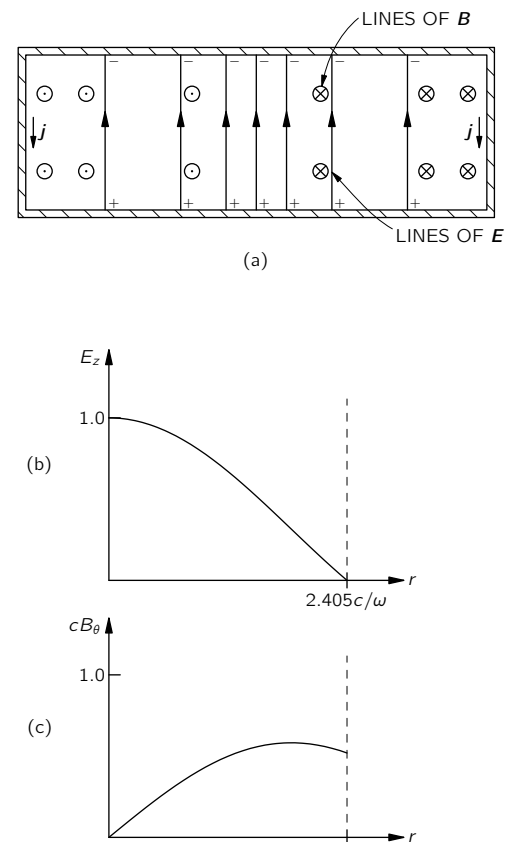 LINES OF B
− − − − − − −
j j
+ + + + + + +
LINES OF E
(a)
E_z
1.0
(b)
r
2.405c/ω
cB_θ
1.0
(c)
r